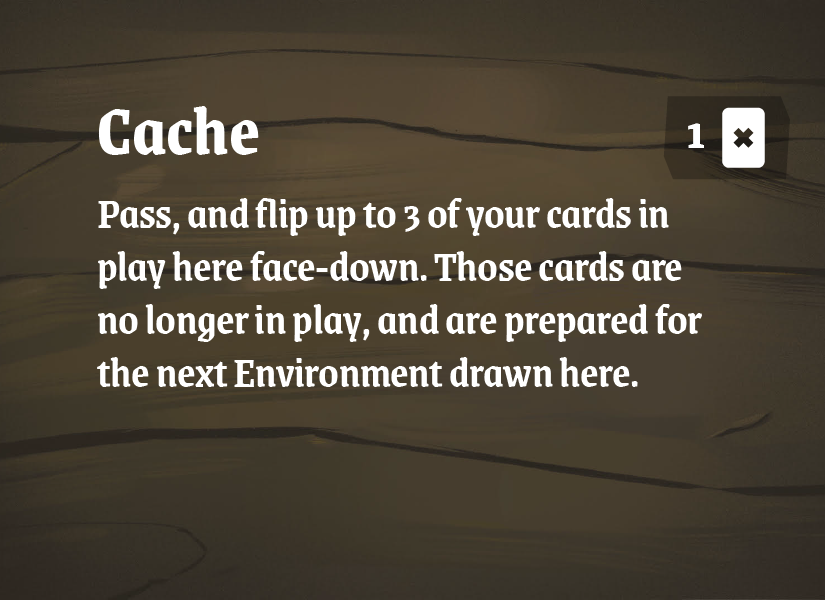 Cache
1 ✖
Pass, and flip up to 3 of your cards in
play here face-down. Those cards are
no longer in play, and are prepared for
the next Environment drawn here.